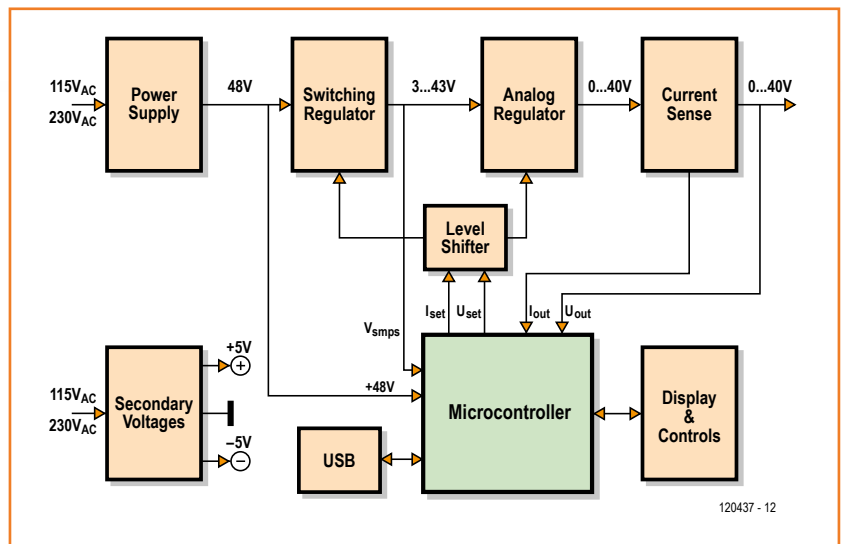 115VAC
230VAC
Power
Supply
48V
Switching
Regulator
3...43V
Analog
Regulator
0...40V
Current
Sense
0...40V
Level
Shifter
Iset
Uset
Iout
Uout
Vsmps
+48V
Microcontroller
115VAC
230VAC
Secondary
Voltages
+5V
+
−5V
−
USB
Display
&
Controls
120437 - 12